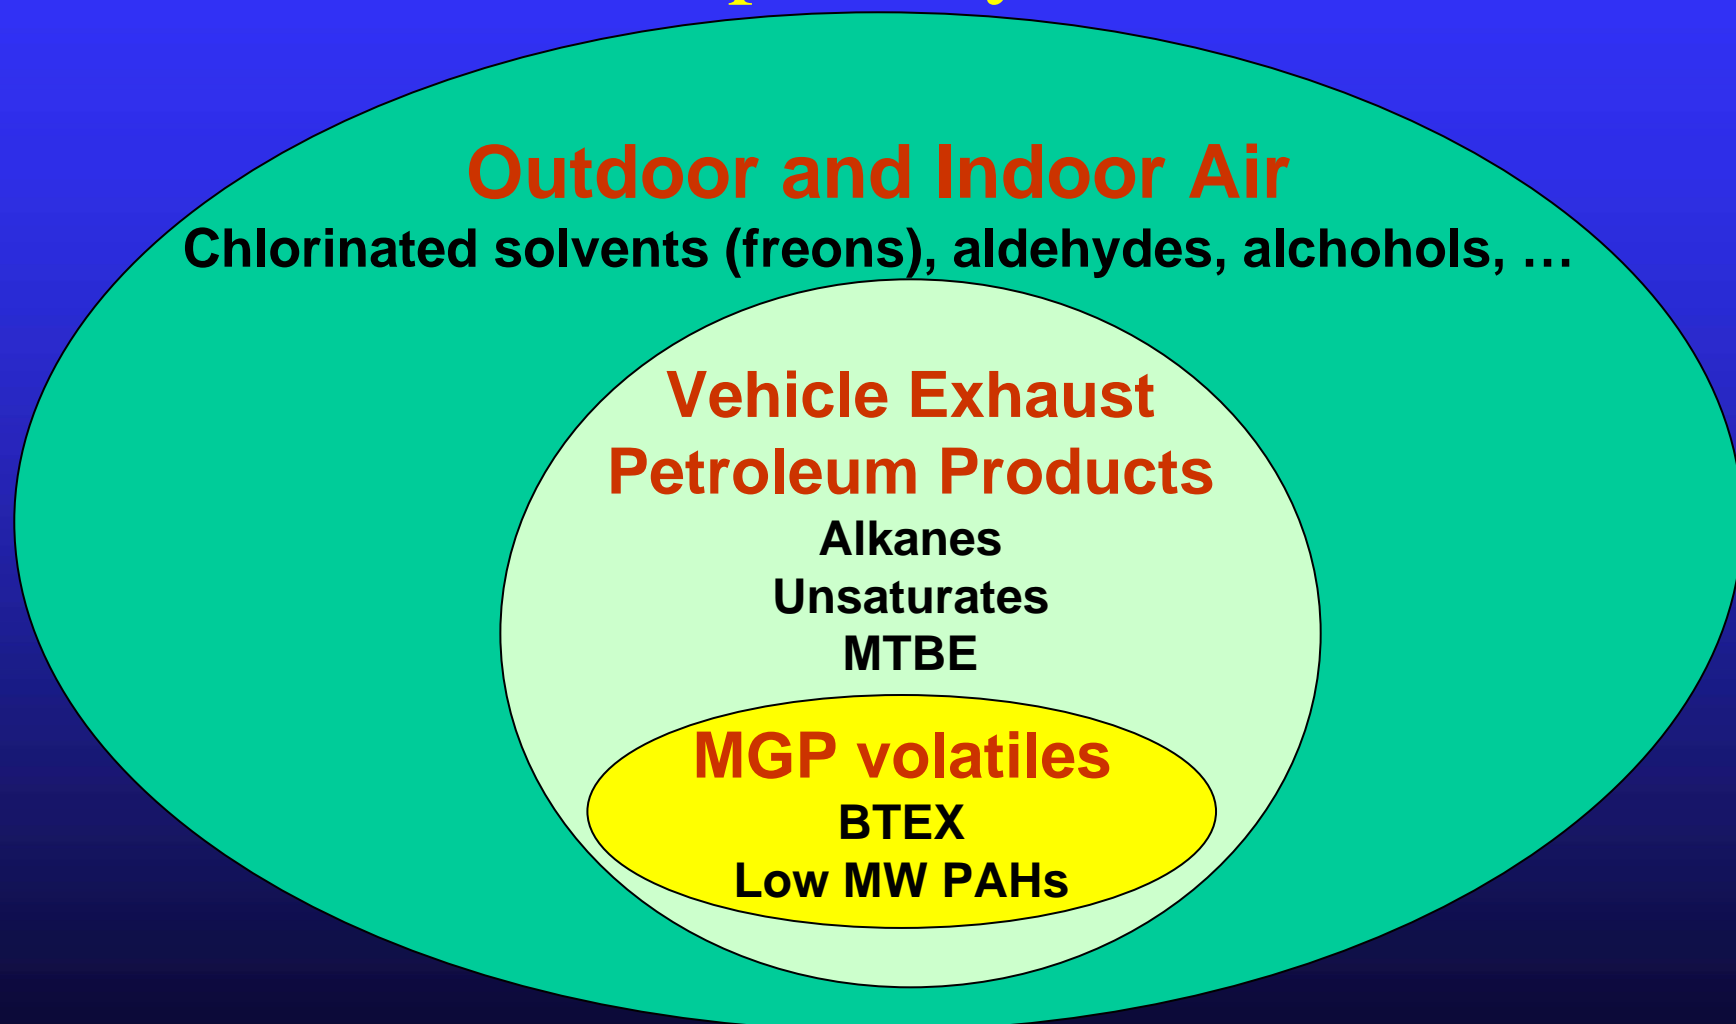 Outdoor and Indoor Air
Chlorinated solvents (freons), aldehydes, alchohols, …
Vehicle Exhaust
Petroleum Products
Alkanes
Unsaturates
MTBE
MGP volatiles
BTEX
Low MW PAHs